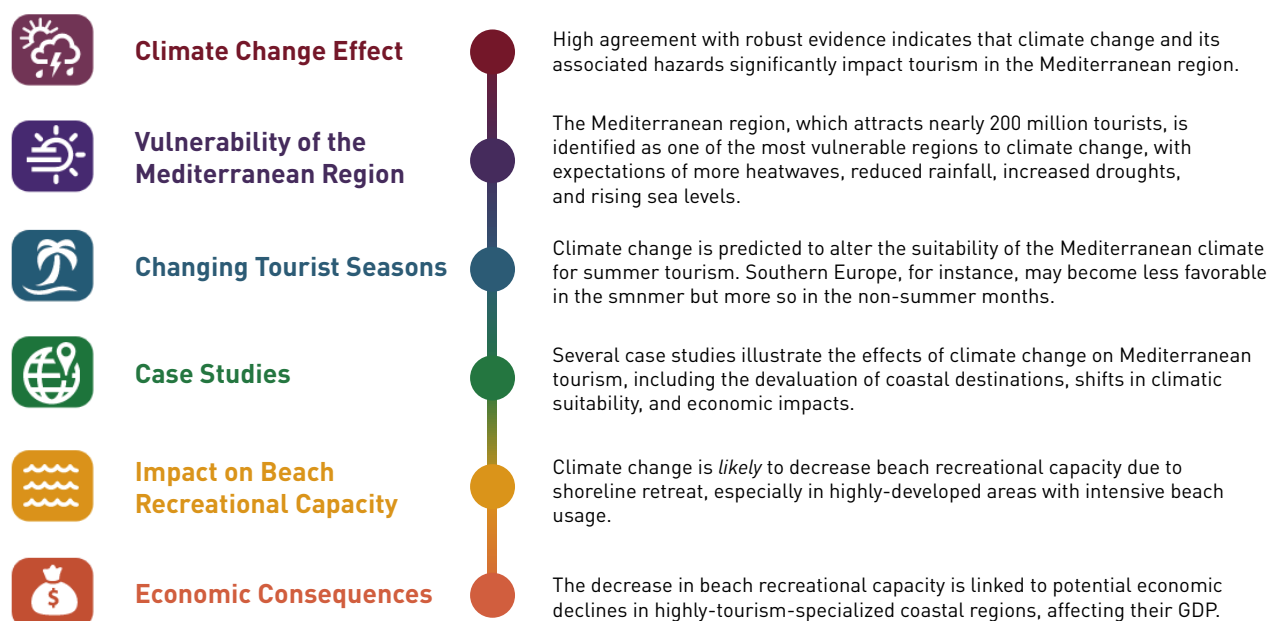 Climate Change Effect
High agreement with robust evidence indicates that climate change and its
associated hazards significantly impact tourism in the Mediterranean region.
Vulnerability of the
Mediterranean Region
The Mediterranean region, which attracts nearly 200 million tourists, is
identified as one of the most vulnerable regions to climate change, with
expectations of more heatwaves, reduced rainfall, increased droughts,
and rising sea levels.
Changing Tourist Seasons
Climate change is predicted to alter the suitability of the Mediterranean climate
for summer tourism. Southern Europe, for instance, may become less favorable
in the smnmer but more so in the non-summer months.
Case Studies
Several case studies illustrate the effects of climate change on Mediterranean
tourism, including the devaluation of coastal destinations, shifts in climatic
suitability, and economic impacts.
Impact on Beach
Recreational Capacity
Climate change is likely to decrease beach recreational capacity due to
shoreline retreat, especially in highly-developed areas with intensive beach
usage.
$
Economic Consequences
The decrease in beach recreational capacity is linked to potential economic
declines in highly-tourism-specialized coastal regions, affecting their GDP.